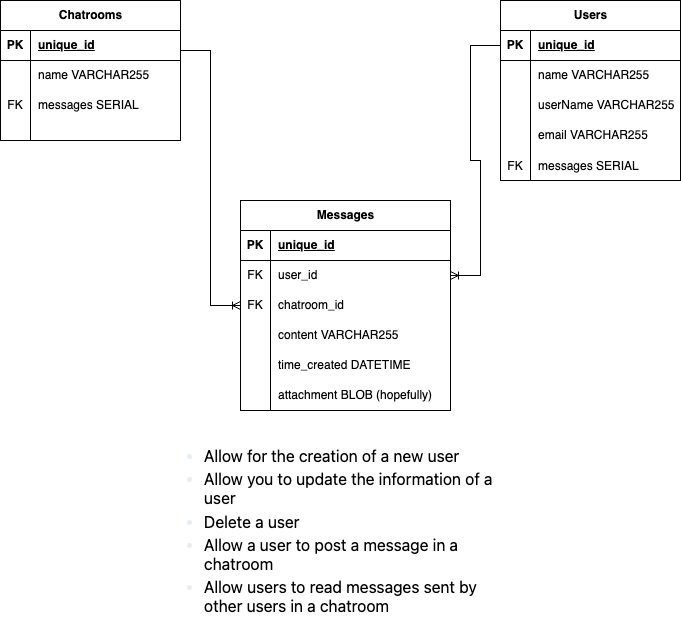 Chatrooms
PK unique_id
name VARCHAR255
FK messages SERIAL
Users
PK unique_id
name VARCHAR255
userName VARCHAR255
email VARCHAR255
FK messages SERIAL
Messages
PK unique_id
FK user_id
FK chatroom_id
content VARCHAR255
time_created DATETIME
attachment BLOB (hopefully)
Allow for the creation of a new user
Allow you to update the information of a
user
Delete a user
Allow a user to post a message in a
chatroom
Allow users to read messages sent by
other users in a chatroom